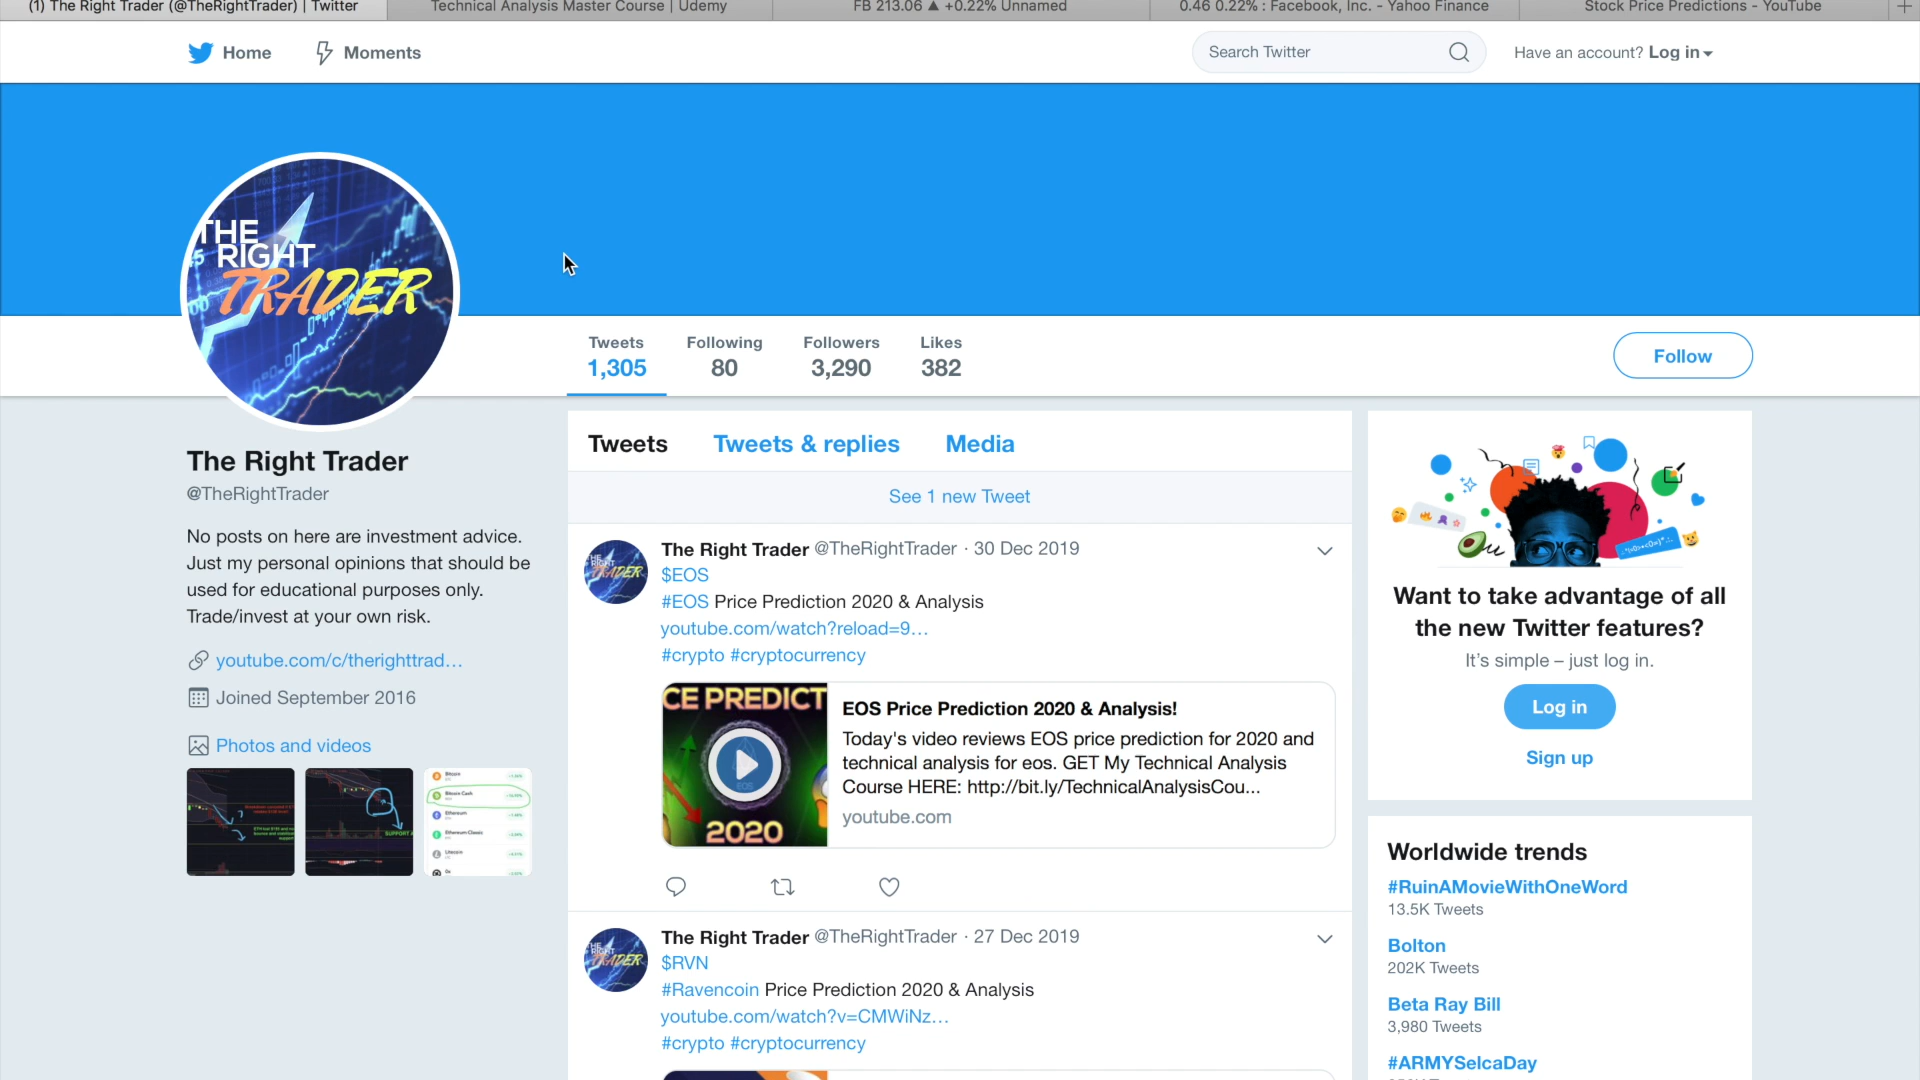 (1) The Right Trader (@TheRightTrader) | Twitter
Technical Analysis Master Course | Udemy
FB 213.06 ▲ +0.22% Unnamed
0.46 0.22% : Facebook, Inc. - Yahoo Finance
Stock Price Predictions - YouTube
Home
Moments
Search Twitter
Have an account? Log in
THE
RIGHT
TRADER
Tweets
1,305
Following
80
Followers
3,290
Likes
382
Follow
The Right Trader
@TheRightTrader
No posts on here are investment advice.
Just my personal opinions that should be
used for educational purposes only.
Trade/invest at your own risk.
youtube.com/c/therighttrad…
Joined September 2016
Photos and videos
Bitcoin
Bitcoin Cash
Ethereum
Ethereum Classic
Litecoin
SUPPORT
Tweets
Tweets & replies
Media
See 1 new Tweet
The Right Trader @TheRightTrader · 30 Dec 2019
$EOS
#EOS Price Prediction 2020 & Analysis
youtube.com/watch?reload=9…
#crypto #cryptocurrency
CE PREDICT
2020
EOS Price Prediction 2020 & Analysis!
Today's video reviews EOS price prediction for 2020 and
technical analysis for eos. GET My Technical Analysis
Course HERE: http://bit.ly/TechnicalAnalysisCou...
youtube.com
The Right Trader @TheRightTrader · 27 Dec 2019
$RVN
#Ravencoin Price Prediction 2020 & Analysis
youtube.com/watch?v=CMWiNz…
#crypto #cryptocurrency
Want to take advantage of all
the new Twitter features?
It's simple – just log in.
Log in
Sign up
Worldwide trends
#RuinAMovieWithOneWord
13.5K Tweets
Bolton
202K Tweets
Beta Ray Bill
3,980 Tweets
#ARMYSelcaDay